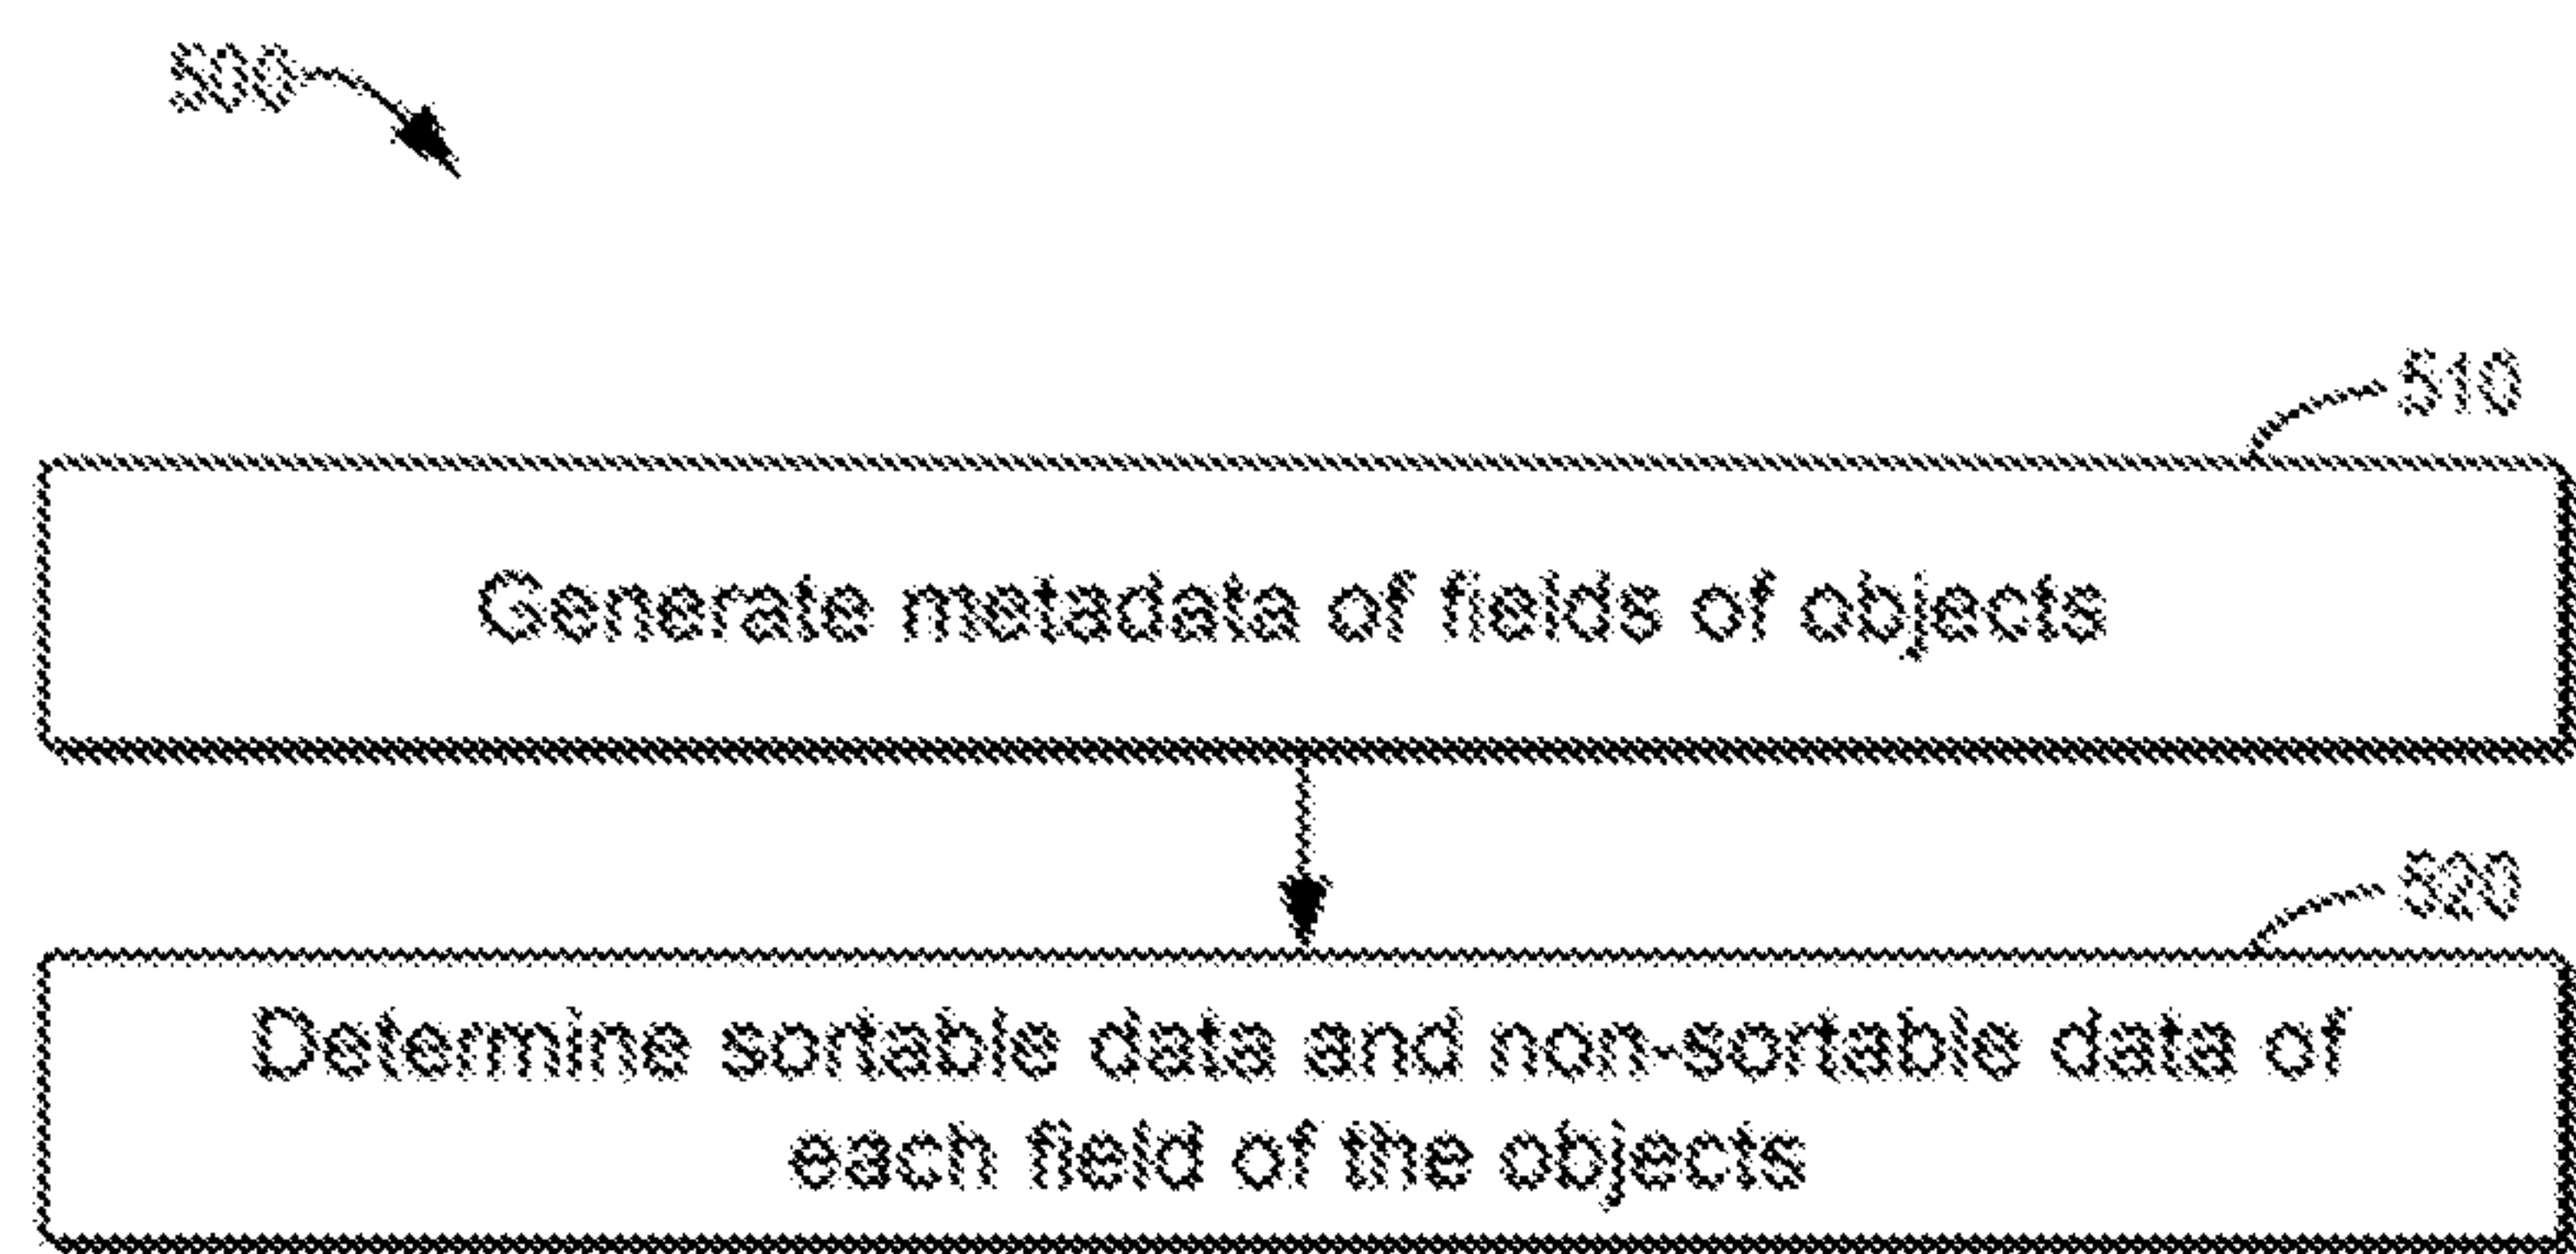 500
510
Generate metadata of fields of objects
520
Determine sortable data and non-sortable data of
each field of the objects